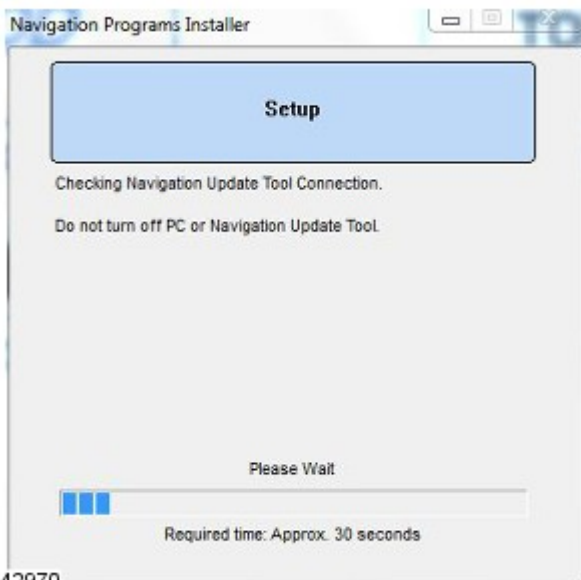 Navigation Programs Installer
Setup
Checking Navigation Update Tool Connection.
Do not turn off PC or Navigation Update Tool.
Please Wait
Required time: Approx. 30 seconds